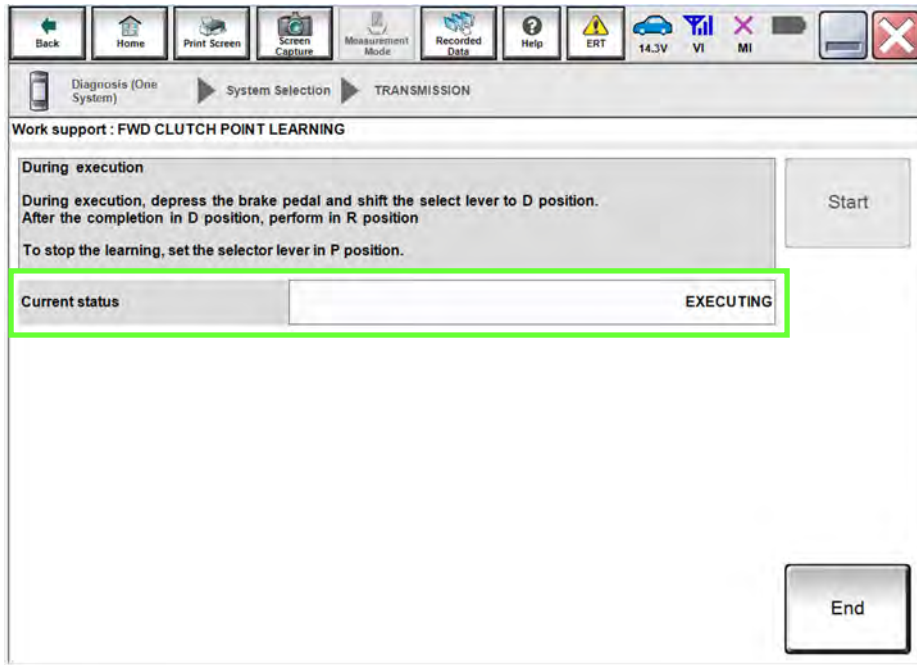 Back
Home
Print Screen
Screen Capture
Measurement Mode
Recorded Data
Help
ERT
14.3V
VI
MI
Diagnosis (One System)
System Selection
TRANSMISSION
Work support : FWD CLUTCH POINT LEARNING
During execution
During execution, depress the brake pedal and shift the select lever to D position.
After the completion in D position, perform in R position
To stop the learning, set the selector lever in P position.
Start
Current status
EXECUTING
End